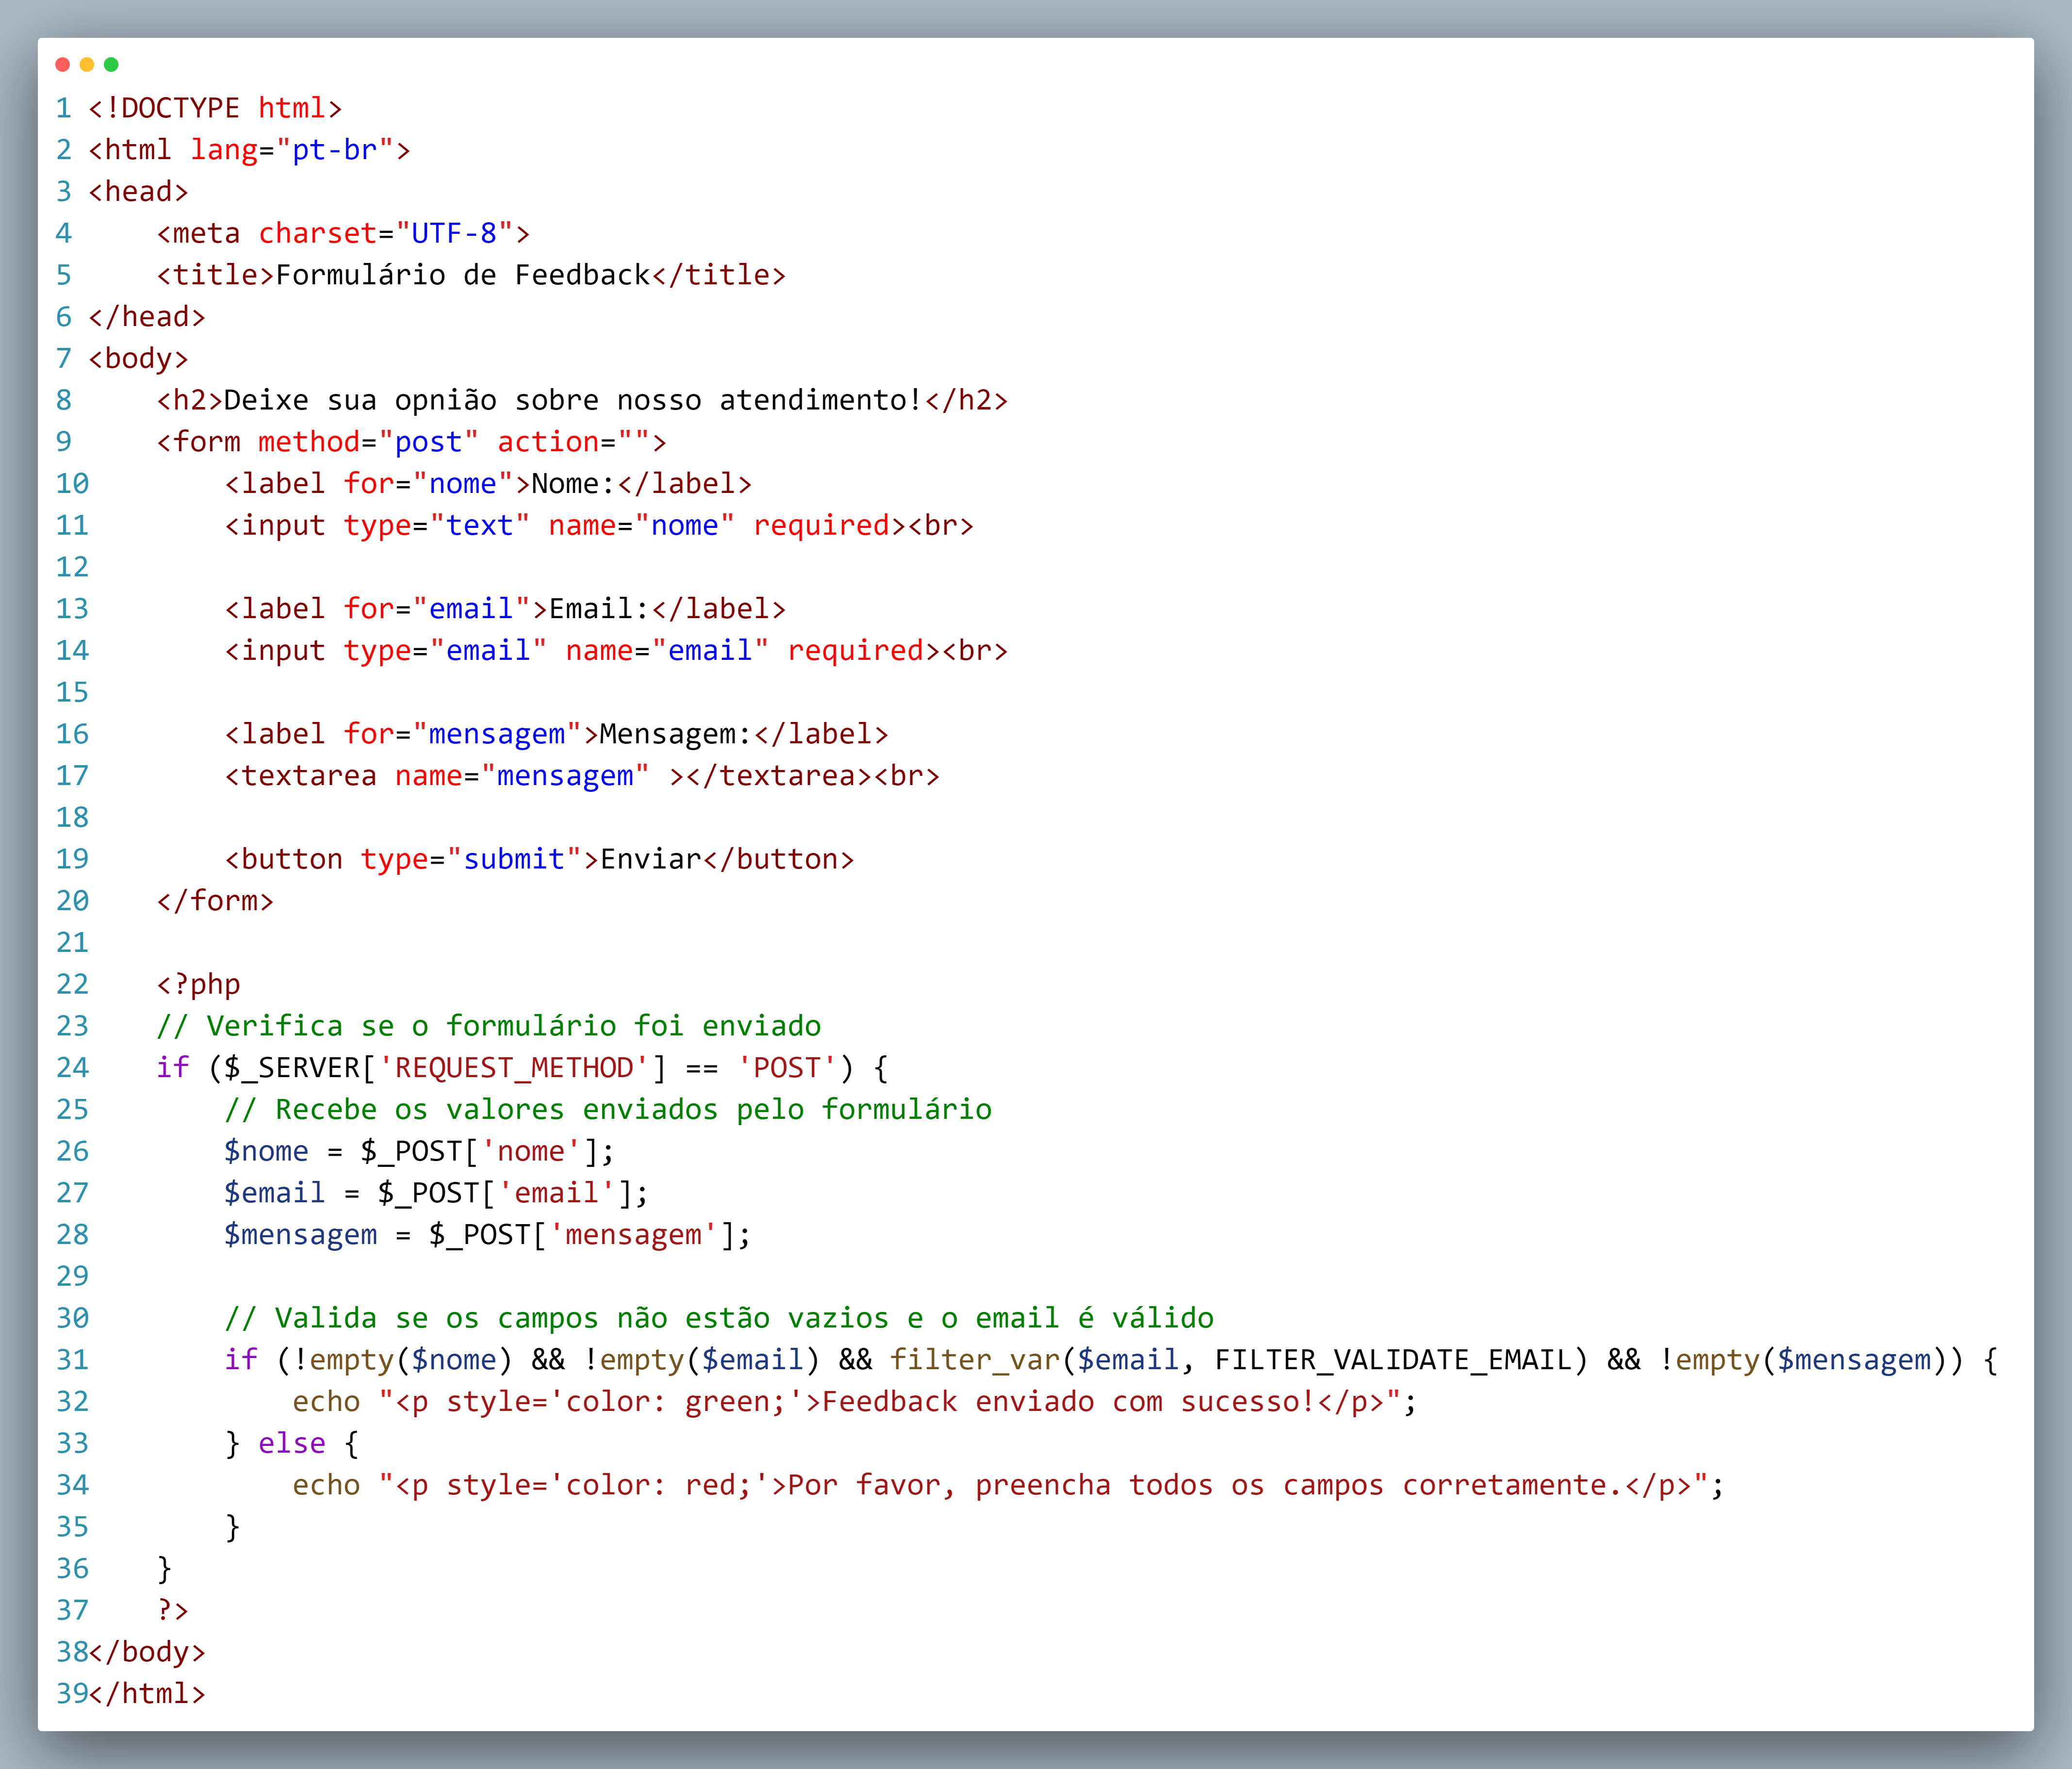 1 <!DOCTYPE html>
2 <html lang="pt-br">
3 <head>
4     <meta charset="UTF-8">
5     <title>Formulário de Feedback</title>
6 </head>
7 <body>
8     <h2>Deixe sua opnião sobre nosso atendimento!</h2>
9     <form method="post" action="">
10        <label for="nome">Nome:</label>
11        <input type="text" name="nome" required><br>
12
13        <label for="email">Email:</label>
14        <input type="email" name="email" required><br>
15
16        <label for="mensagem">Mensagem:</label>
17        <textarea name="mensagem" ></textarea><br>
18
19        <button type="submit">Enviar</button>
20    </form>
21
22    <?php
23    // Verifica se o formulário foi enviado
24    if ($_SERVER['REQUEST_METHOD'] == 'POST') {
25        // Recebe os valores enviados pelo formulário
26        $nome = $_POST['nome'];
27        $email = $_POST['email'];
28        $mensagem = $_POST['mensagem'];
29
30        // Valida se os campos não estão vazios e o email é válido
31        if (!empty($nome) && !empty($email) && filter_var($email, FILTER_VALIDATE_EMAIL) && !empty($mensagem)) {
32            echo "<p style='color: green;'>Feedback enviado com sucesso!</p>";
33        } else {
34            echo "<p style='color: red;'>Por favor, preencha todos os campos corretamente.</p>";
35        }
36    }
37    ?>
38</body>
39</html>